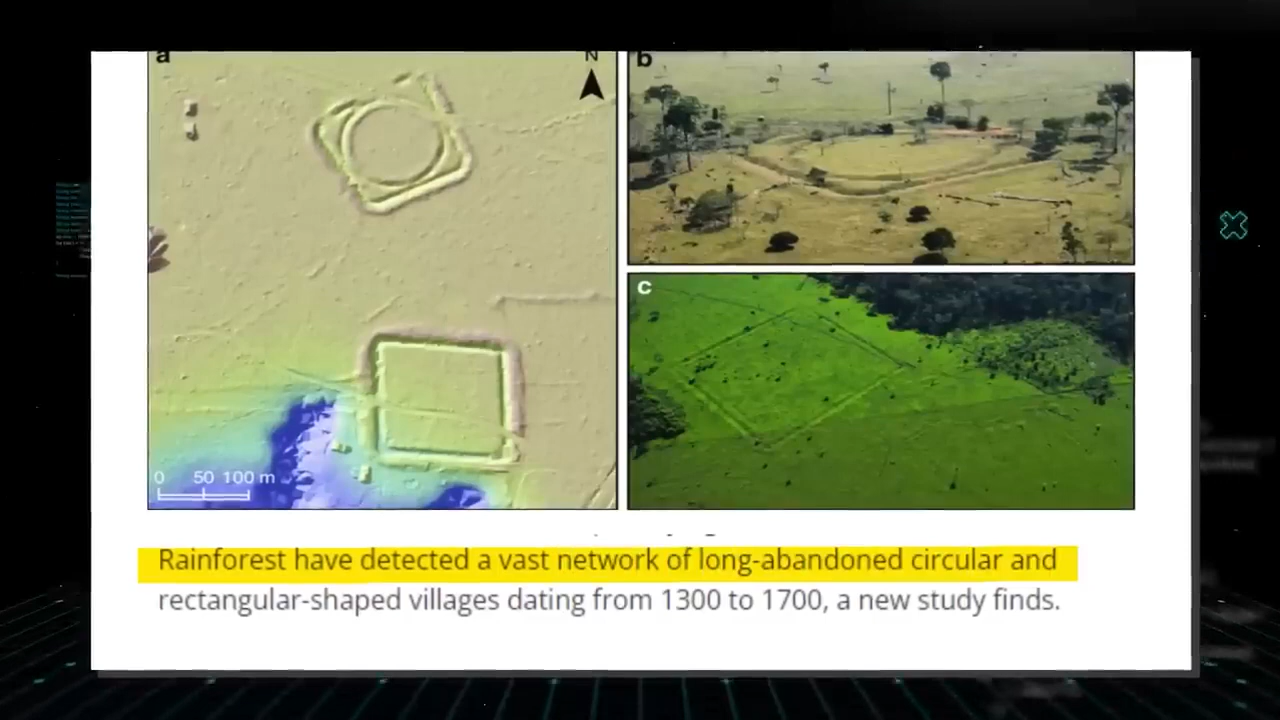 a
N
b
c
0 50 100 m
Rainforest have detected a vast network of long-abandoned circular and
rectangular-shaped villages dating from 1300 to 1700, a new study finds.